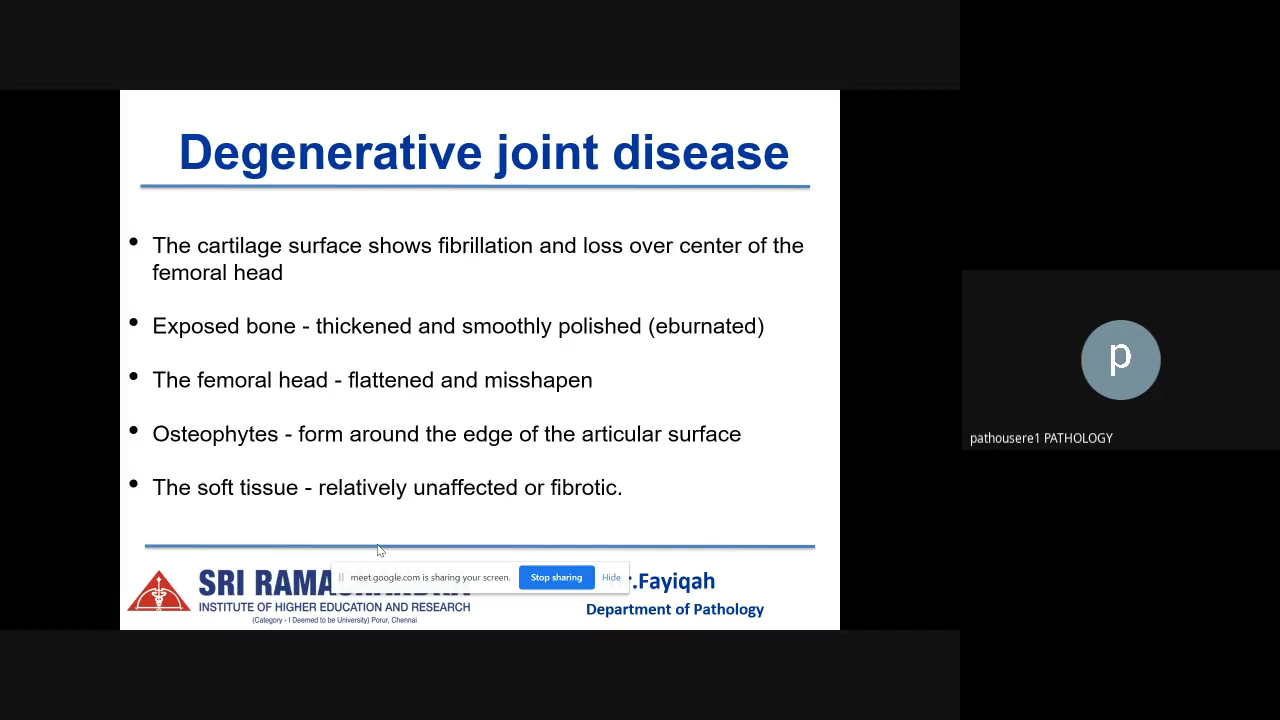 Degenerative joint disease
• The cartilage surface shows fibrillation and loss over center of the
femoral head
• Exposed bone - thickened and smoothly polished (eburnated)
• The femoral head - flattened and misshapen
• Osteophytes - form around the edge of the articular surface
• The soft tissue - relatively unaffected or fibrotic.
SRI
INSTITUTE OF HIGHER EDUCATION AND RESEARCH
(Category - I Deemed to be University) Porur, Chennai
meet.google.com is sharing your screen.
Stop sharing
Hide
.Fayiqah
Department of Pathology
p
pathousere1 PATHOLOGY